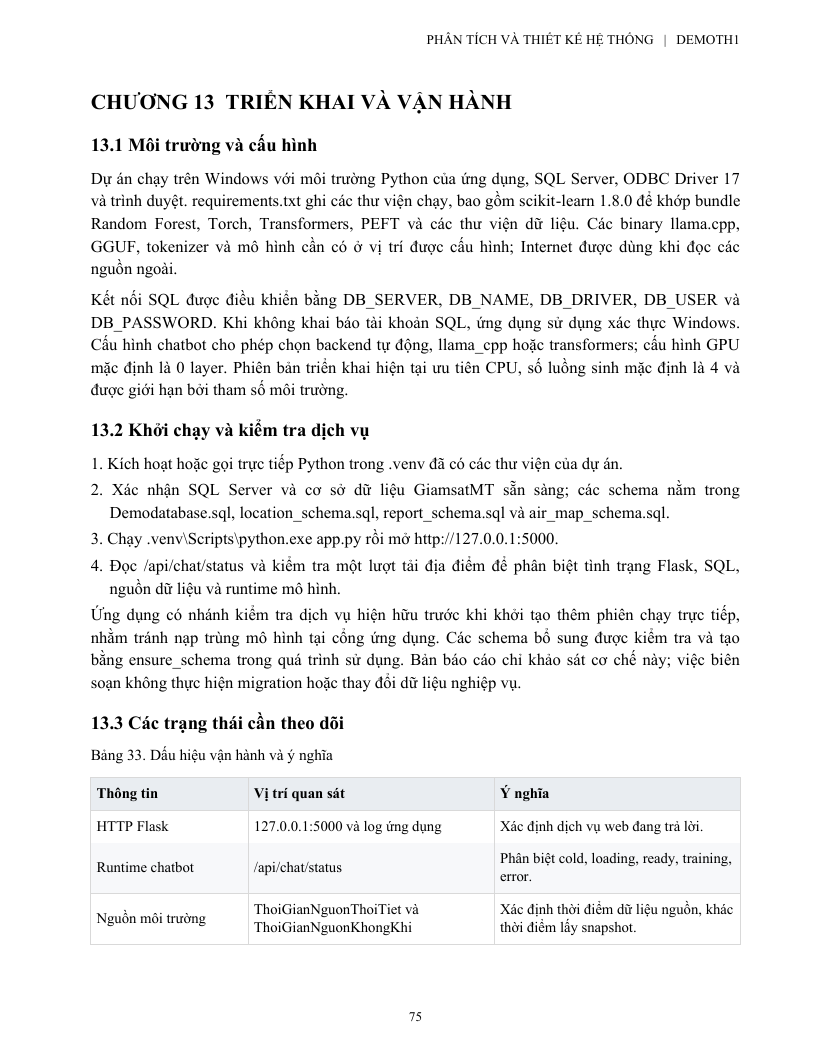 PHÂN TÍCH VÀ THIẾT KẾ HỆ THỐNG | DEMOTH1
CHƯƠNG 13 TRIỂN KHAI VÀ VẬN HÀNH
13.1 Môi trường và cấu hình
Dự án chạy trên Windows với môi trường Python của ứng dụng, SQL Server, ODBC Driver 17
và trình duyệt. requirements.txt ghi các thư viện chạy, bao gồm scikit-learn 1.8.0 để khớp bundle
Random Forest, Torch, Transformers, PEFT và các thư viện dữ liệu. Các binary llama.cpp,
GGUF, tokenizer và mô hình cần có ở vị trí được cấu hình; Internet được dùng khi đọc các
nguồn ngoài.
Kết nối SQL được điều khiển bằng DB_SERVER, DB_NAME, DB_DRIVER, DB_USER và
DB_PASSWORD. Khi không khai báo tài khoản SQL, ứng dụng sử dụng xác thực Windows.
Cấu hình chatbot cho phép chọn backend tự động, llama_cpp hoặc transformers; cấu hình GPU
mặc định là 0 layer. Phiên bản triển khai hiện tại ưu tiên CPU, số luồng sinh mặc định là 4 và
được giới hạn bởi tham số môi trường.
13.2 Khởi chạy và kiểm tra dịch vụ
1. Kích hoạt hoặc gọi trực tiếp Python trong .venv đã có các thư viện của dự án.
2. Xác nhận SQL Server và cơ sở dữ liệu GiamsatMT sẵn sàng; các schema nằm trong
Demodatabase.sql, location_schema.sql, report_schema.sql và air_map_schema.sql.
3. Chạy .venv\Scripts\python.exe app.py rồi mở http://127.0.0.1:5000.
4. Đọc /api/chat/status và kiểm tra một lượt tải địa điểm để phân biệt tình trạng Flask, SQL,
nguồn dữ liệu và runtime mô hình.
Ứng dụng có nhánh kiểm tra dịch vụ hiện hữu trước khi khởi tạo thêm phiên chạy trực tiếp,
nhằm tránh nạp trùng mô hình tại cổng ứng dụng. Các schema bổ sung được kiểm tra và tạo
bằng ensure_schema trong quá trình sử dụng. Bản báo cáo chỉ khảo sát cơ chế này; việc biên
soạn không thực hiện migration hoặc thay đổi dữ liệu nghiệp vụ.
13.3 Các trạng thái cần theo dõi
Bảng 33. Dấu hiệu vận hành và ý nghĩa
Thông tin Vị trí quan sát Ý nghĩa
HTTP Flask 127.0.0.1:5000 và log ứng dụng Xác định dịch vụ web đang trả lời.
Runtime chatbot /api/chat/status Phân biệt cold, loading, ready, training,
error.
Nguồn môi trường ThoiGianNguonThoiTiet và
ThoiGianNguonKhongKhi Xác định thời điểm dữ liệu nguồn, khác
thời điểm lấy snapshot.
75